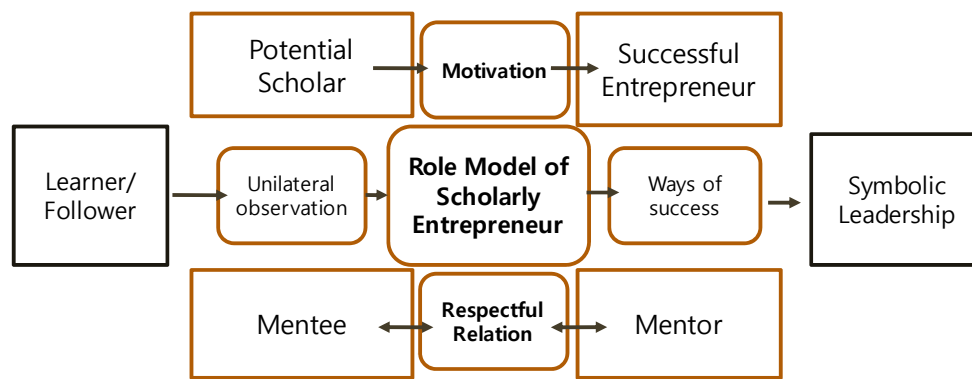 Potential
Scholar
Motivation
Successful
Entrepreneur
Learner/
Follower
Unilateral
observation
Role Model of
Scholarly
Entrepreneur
Ways of
success
Symbolic
Leadership
Mentee
Respectful
Relation
Mentor